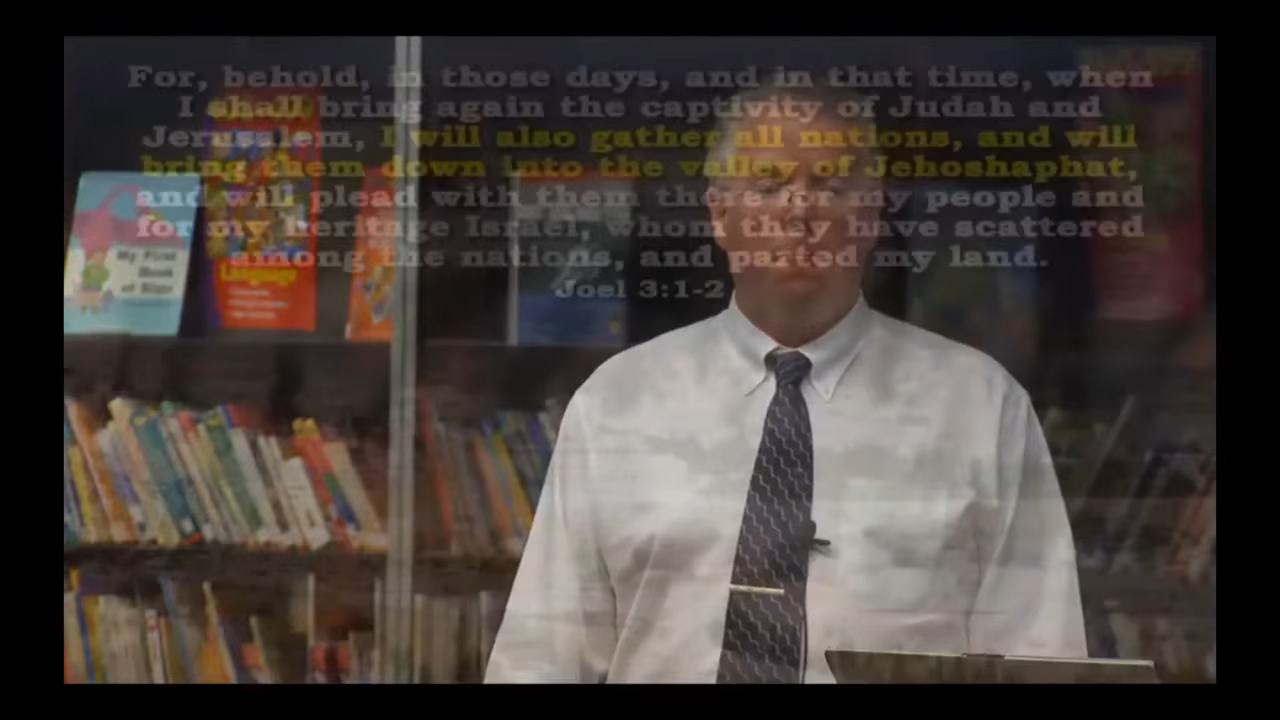 For, behold, in those days, and in that time, when
I shall bring again the captivity of Judah and
Jerusalem, I will also gather all nations, and will
bring them down into the valley of Jehoshaphat,
and will plead with them there for my people and
for my heritage Israel, whom they have scattered
among the nations, and parted my land.
Joel 3:1-2
My First
Book
of Sign
Language